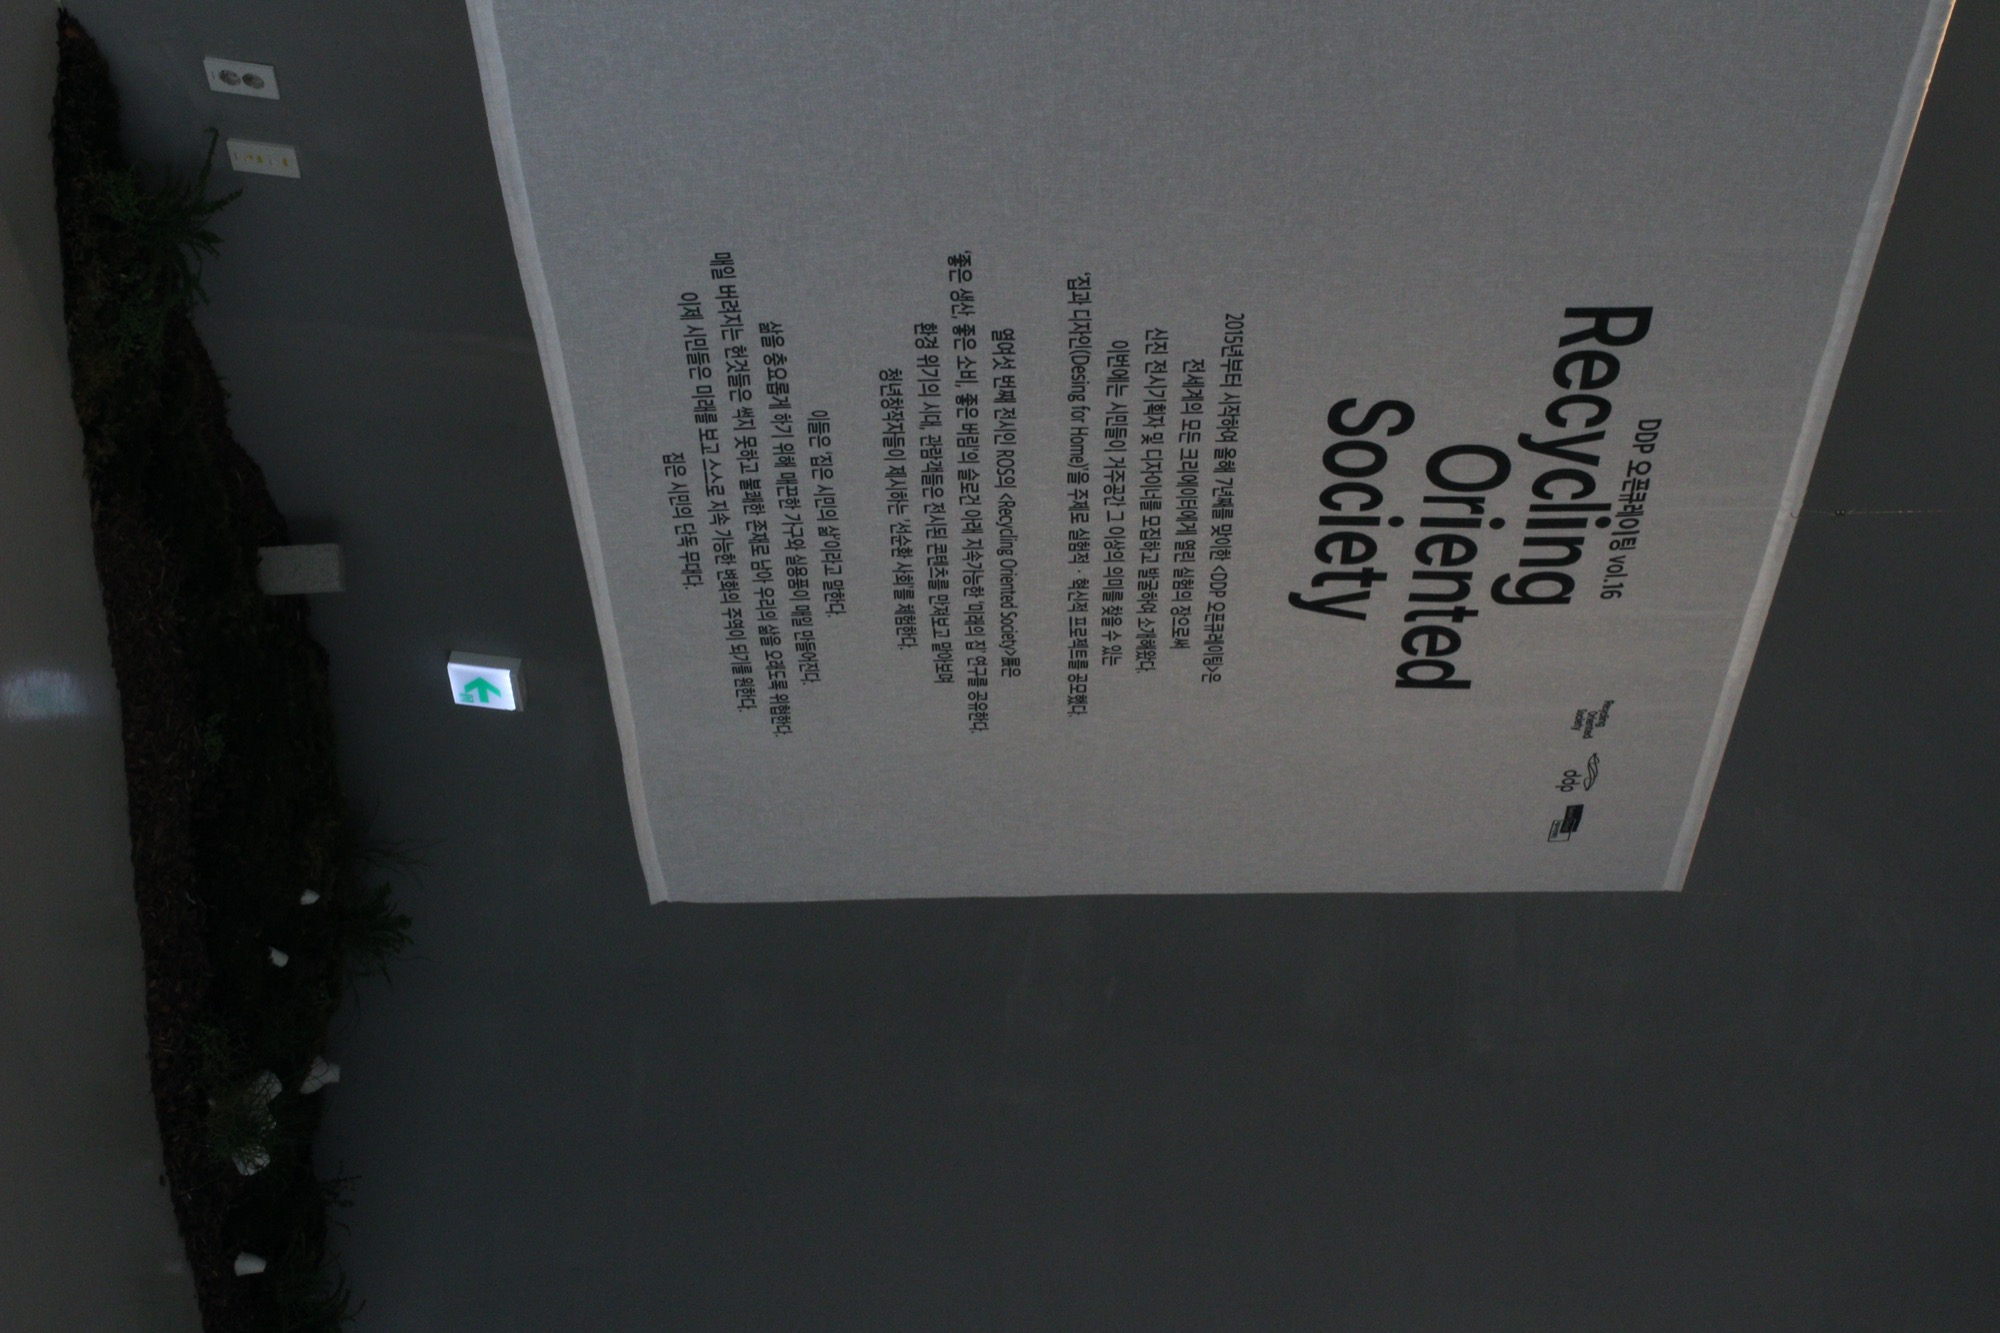 DDP 오픈큐레이팅 vol.16
Recycling
Oriented
Society
Recycling
Oriented
Society
ddp
2015년부터 시작하여 올해 7년째를 맞이한 <DDP 오픈큐레이팅>은
전세계의 모든 크리에이터에게 열린 실험의 장으로써
신진 전시기획자 및 디자이너를 모집하고 발굴하여 소개해왔다.
이번에는 시민들이 거주공간 그 이상의 의미를 찾을 수 있는
'집과 디자인(Desing for Home)'을 주제로 실험적 · 혁신적 프로젝트를 공모했다.
열여섯 번째 전시인 ROS의 <Recycling Oriented Society>展은
'좋은 생산, 좋은 소비, 좋은 버림'의 슬로건 아래 지속가능한 '미래의 집' 연구를 공유한다.
환경 위기의 시대, 관람객들은 전시된 콘텐츠를 만져보고 맡아보며
청년창작자들이 제시하는 '선순환 사회'를 체험한다.
이들은 '집은 시민의 삶'이라고 말한다.
삶을 풍요롭게 하기 위해 매끈한 가구와 실용품이 매일 만들어진다.
매일 버려지는 헌것들은 썩지 못하고 불쾌한 존재로 남아 우리의 삶을 오래도록 위협한다.
이제 시민들은 미래를 보고 스스로 지속 가능한 변화의 주역이 되기를 원한다.
집은 시민의 단독 무대다.